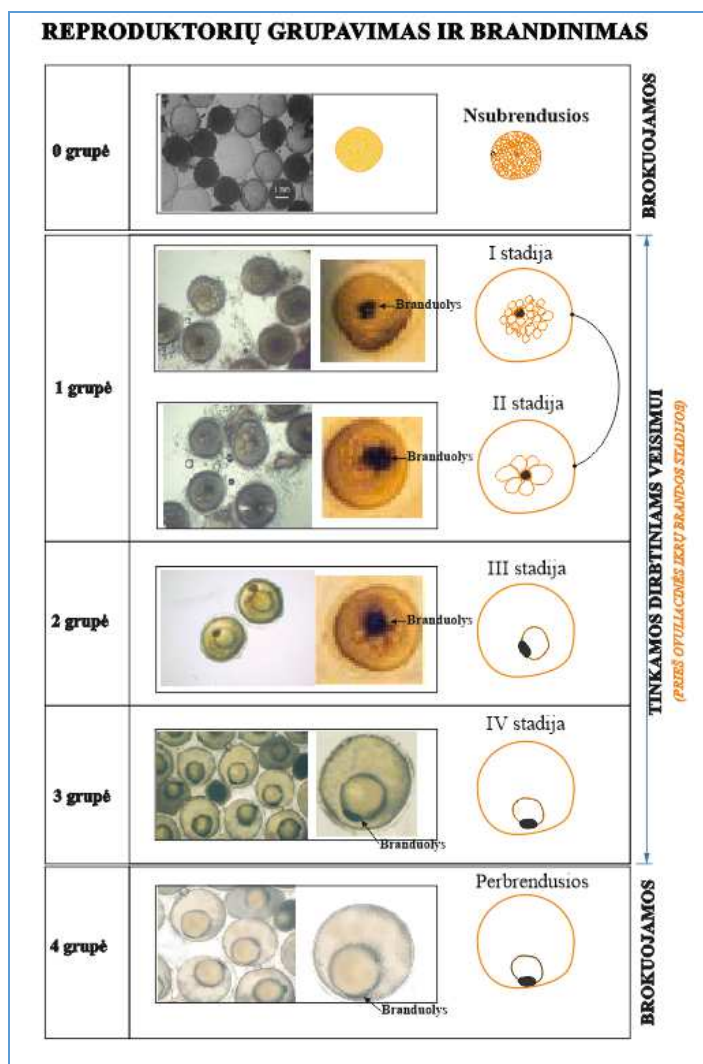 REPRODUKTORIŲ GRUPAVIMAS IR BRANDINIMAS
0 grupė
1 mm
Nsubrendusios
BROKUOJAMOS
1 grupė
I stadija
Branduolys
II stadija
Branduolys
2 grupė
III stadija
Branduolys
3 grupė
IV stadija
Branduolys
TINKAMOS DIRBTINIAMS VEISIMUI
(PRIEŠ OVULIACINĖS IKRŲ BRANDOS STADIJOS)
4 grupė
Perbrendusios
Branduolys
BROKUOJAMOS